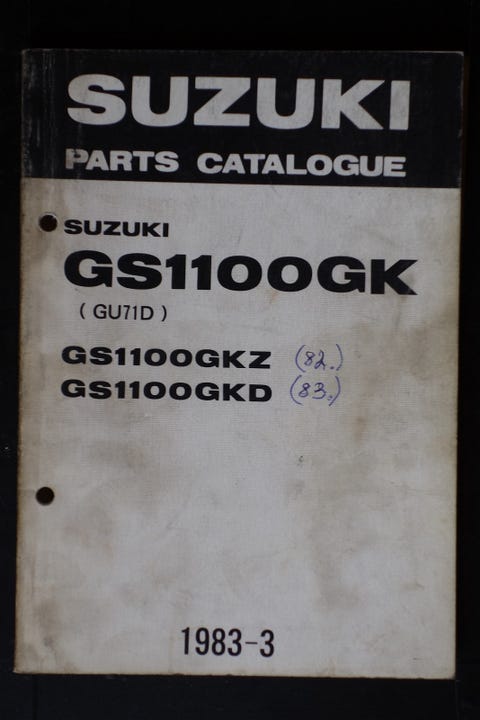 SUZUKI
PARTS CATALOGUE
SUZUKI
GS1100GK
( GU71D )
GS1100GKZ (82.)
GS1100GKD (83.)
1983-3